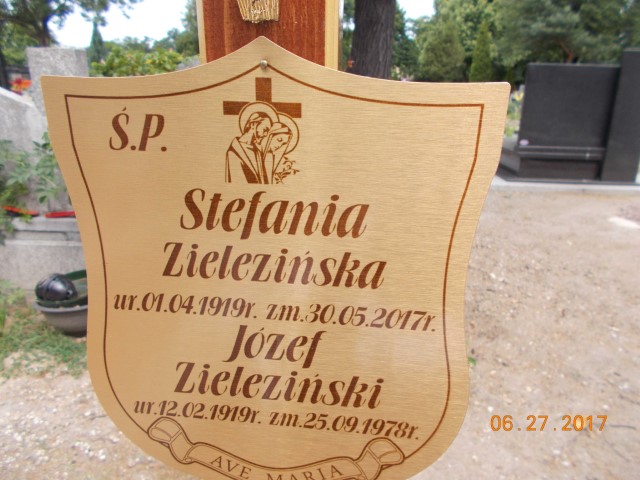 Ś.P.
Stefania
Zielezińska
ur.01.04.1919r. zm.30.05.2017r.
Józef
Zieleziński
ur.12.02.1919r. zm.25.09.1978r.
AVE MARIA
06.27.2017